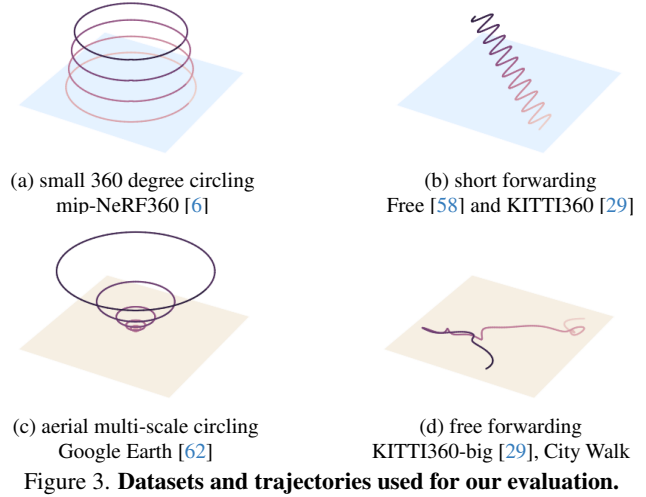 (a) small 360 degree circling
mip-NeRF360 [6]
(b) short forwarding
Free [58] and KITTI360 [29]
(c) aerial multi-scale circling
Google Earth [62]
(d) free forwarding
KITTI360-big [29], City Walk
Figure 3. Datasets and trajectories used for our evaluation.